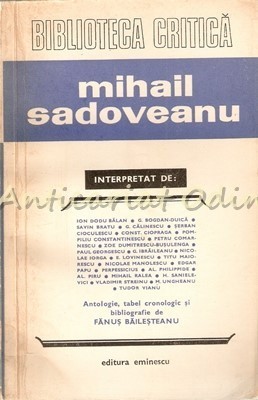 BIBLIOTECA CRITICĂ
mihail
sadoveanu
INTERPRETAT DE:
ION DODU BĂLAN ● G. BOGDAN-DUICĂ ●
SAVIN BRATU ● G. CĂLINESCU ● ŞERBAN
CIOCULESCU ● CONST. CIOPRAGA ● POM-
PILIU CONSTANTINESCU ● PETRU COMAR-
NESCU ● ZOE DUMITRESCU-BUŞULENGA ●
PAUL GEORGESCU ● G. IBRĂILEANU ● NICO-
LAE IORGA ● E. LOVINESCU ● TITU MAIO-
RESCU ● NICOLAE MANOLESCU ● EDGAR
PAPU ● PERPESSICIUS ● AL. PHILIPPIDE ●
AL. PIRU ● MIHAIL RALEA ● H. SANIELE-
VICI ● VLADIMIR STREINU ● M. UNGHEANU ●
TUDOR VIANU
Antologie, tabel cronologic şi
bibliografie de
FĂNUŞ BĂILEŞTEANU
editura eminescu